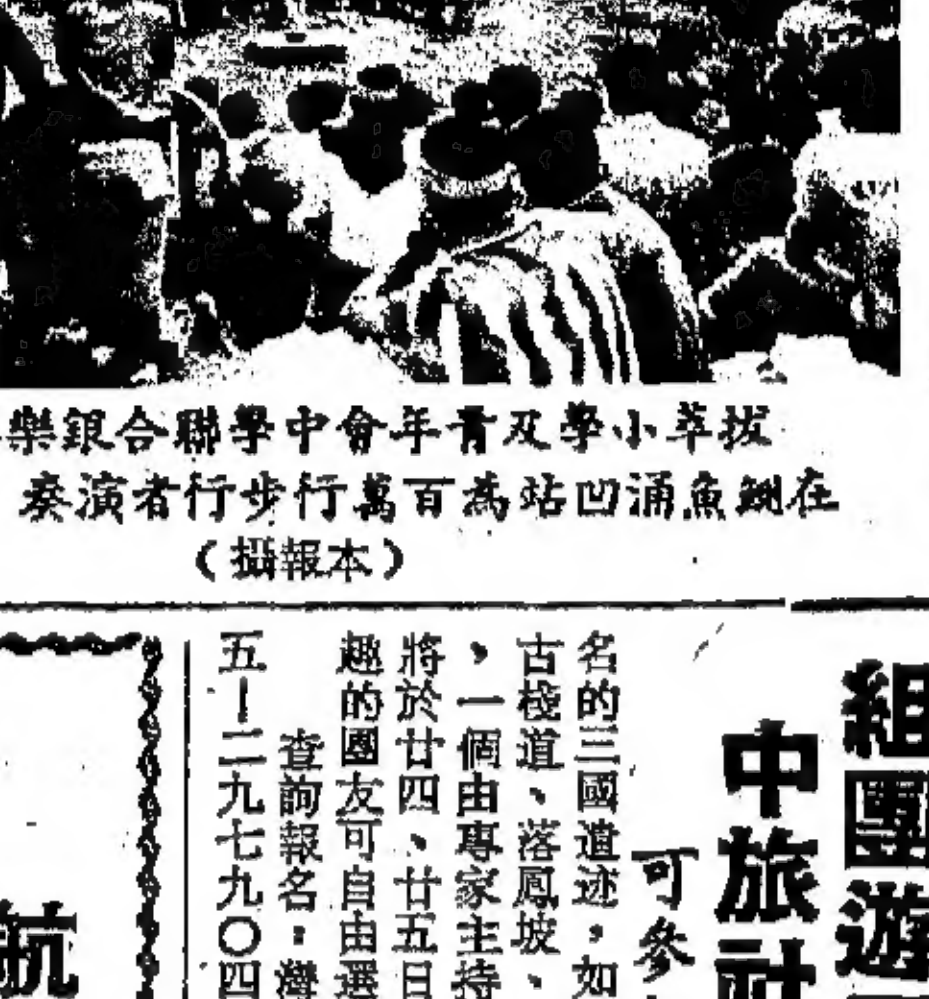 拔萃小學及青年會中學聯合銀樂
在鰂魚涌凹站為百萬行步行者演奏
（本報攝）
組團遊
中旅社
可參
名的三國遺迹，如
古棧道、落鳳坡、
，一個由專家主持
將於廿四、廿五日
趣的團友可自由選
查詢報名：灣
五—二九七九〇四
航